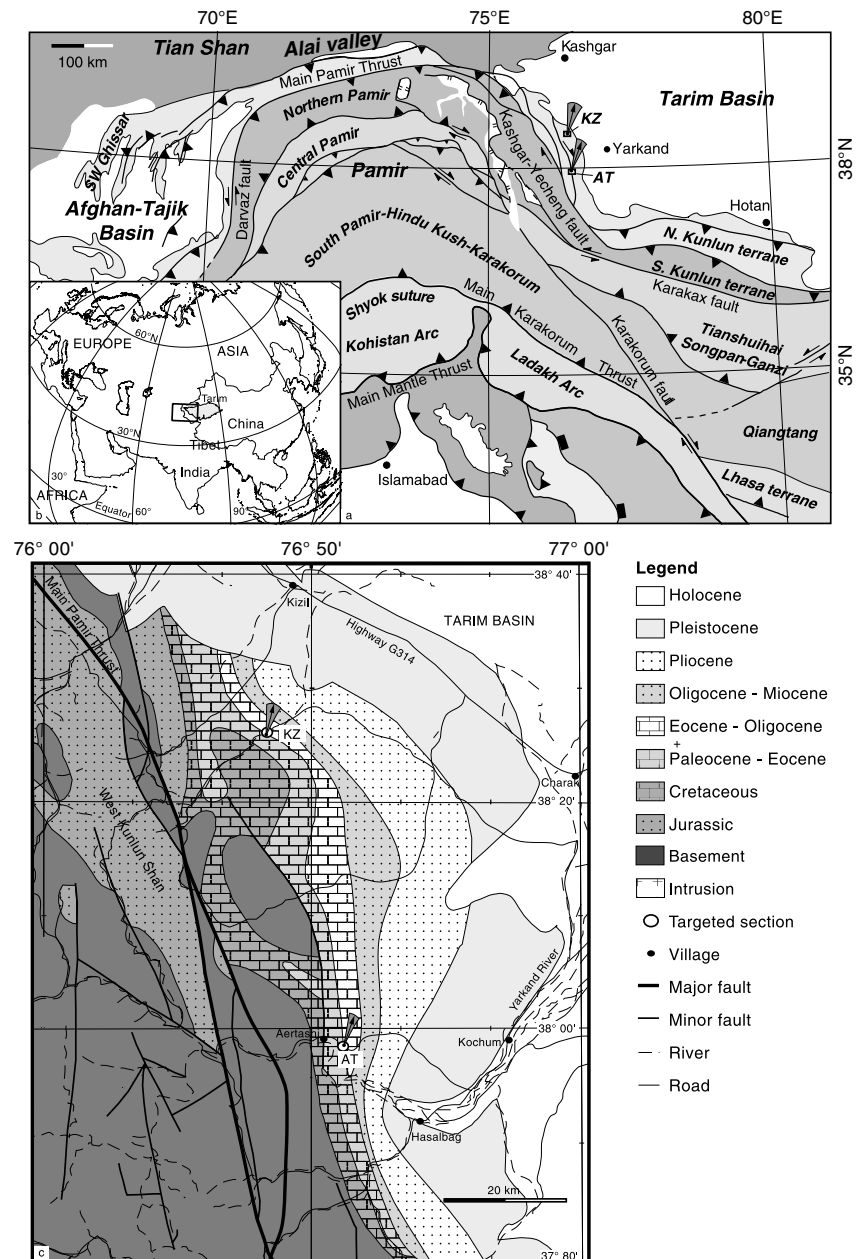 70°E
75°E
80°E
Tian Shan
Alai valley
Kashgar
100 km
Main Pamir Thrust
Northern Pamir
Tarim Basin
KZ
SW Ghissar
Central Pamir
Kashgar-Yecheng fault
Yarkand
38°N
Pamir
AT
Darvaz fault
Afghan-Tajik
Basin
Hotan
South Pamir-Hindu Kush-Karakorum
N. Kunlun terrane
S. Kunlun terrane
Karakax fault
Shyok suture
Main Karakorum Thrust
Karakorum fault
Tianshuihai
Songpan-Ganzi
Kohistan Arc
Ladakh Arc
35°N
Main Mantle Thrust
Qiangtang
Islamabad
Lhasa terrane
a
60°N
EUROPE
ASIA
Tarim
China
30°N
Tibet
India
30°
AFRICA
Equator
60°
90°
b
76° 00'
76° 50'
77° 00'
38° 40'
Main Pamir Thrust
Kizil
TARIM BASIN
Highway G314
KZ
Charak
38° 20'
West Kunlun Shan
Yarkand River
Aertashi
38° 00'
Kochum
AT
Hasalbag
20 km
37° 80'
c
Legend
Holocene
Pleistocene
Pliocene
Oligocene - Miocene
Eocene - Oligocene
+
Paleocene - Eocene
Cretaceous
Jurassic
Basement
Intrusion
Targeted section
Village
Major fault
Minor fault
River
Road